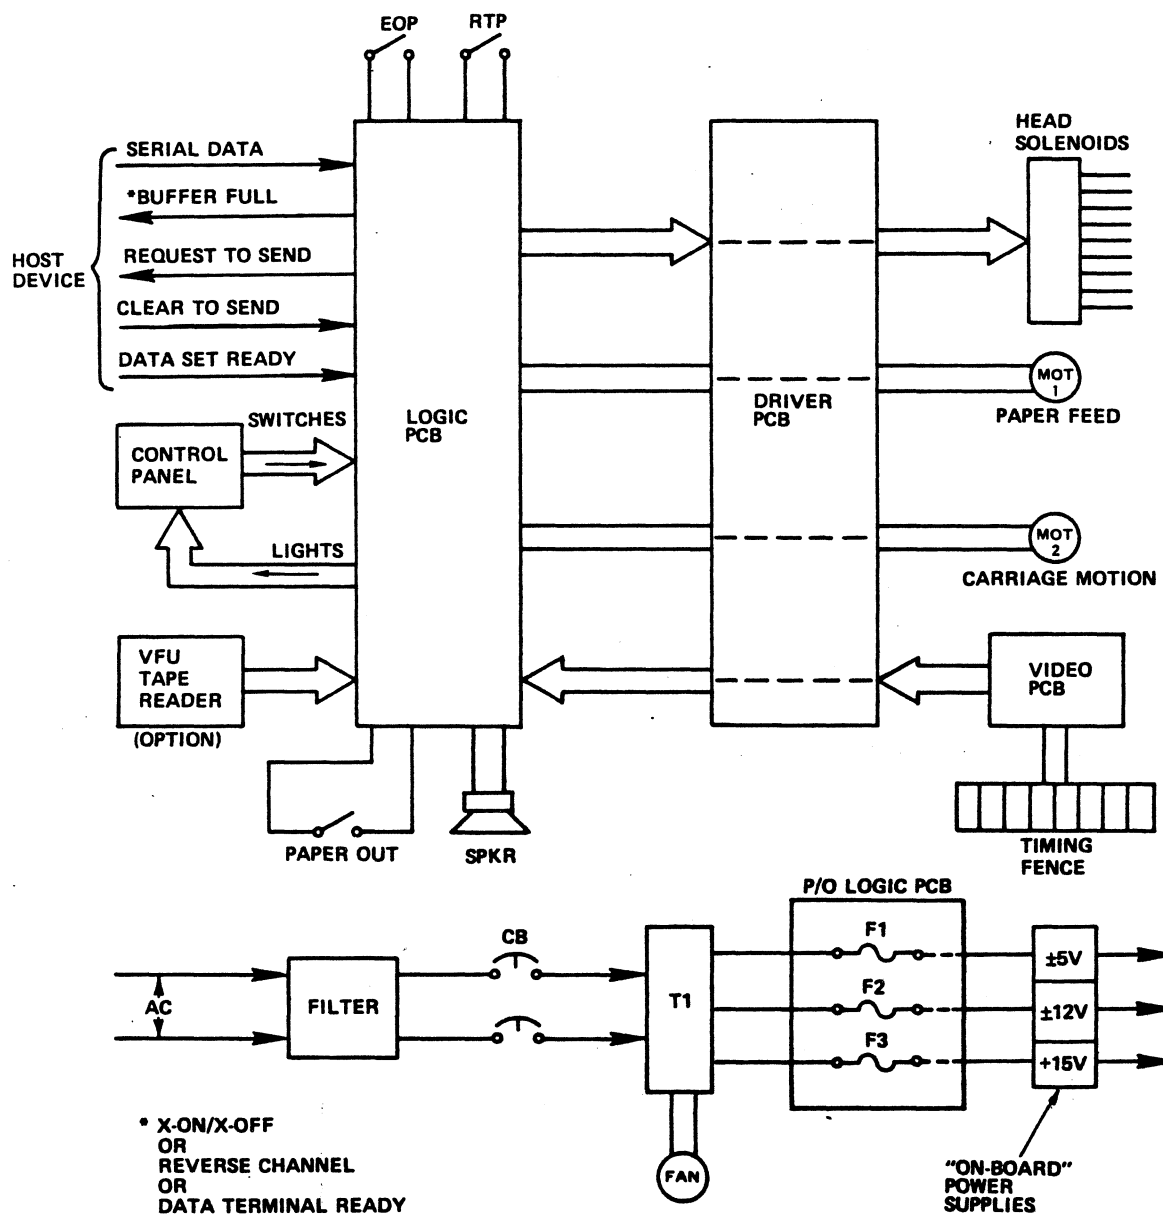 EOP
RTP
HEAD
SOLENOIDS
SERIAL DATA
*BUFFER FULL
REQUEST TO SEND
HOST
DEVICE
CLEAR TO SEND
DATA SET READY
SWITCHES
CONTROL
PANEL
LOGIC
PCB
DRIVER
PCB
MOT
1
PAPER FEED
LIGHTS
MOT
2
CARRIAGE MOTION
VFU
TAPE
READER
(OPTION)
VIDEO
PCB
PAPER OUT
SPKR
TIMING
FENCE
P/O LOGIC PCB
CB
F1
±5V
AC
FILTER
T1
F2
±12V
F3
+15V
FAN
* X-ON/X-OFF
OR
REVERSE CHANNEL
OR
DATA TERMINAL READY
"ON-BOARD"
POWER
SUPPLIES